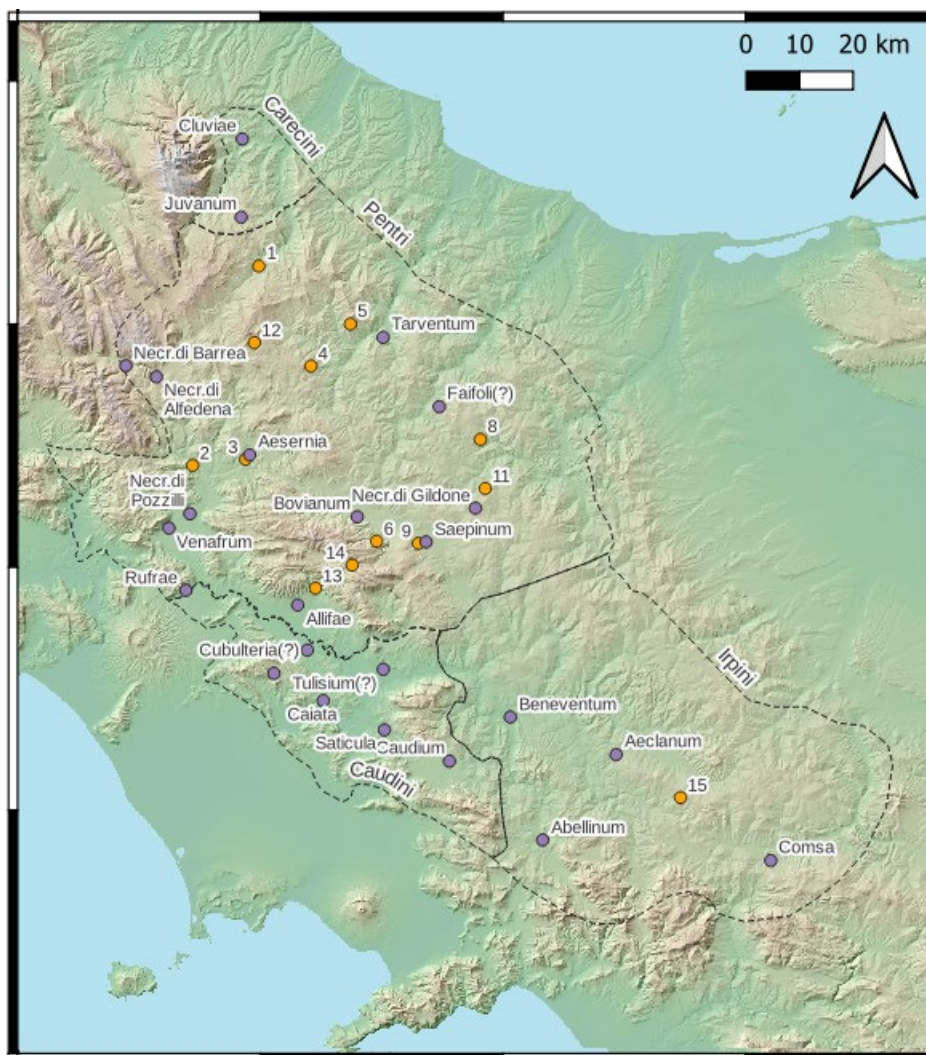 0 10 20 km
Cluviae
Carecini
Juvanum
Pentri
1
5
Tarventum
12
4
Necr.di Barrea
Necr.di
Alfedena
Faifoli(?)
8
3
Aesernia
2
11
Necr.di
Necr.di Gildone
Bovianum
Venafrum
6
9
Saepinum
14
13
Rufrae
Allifae
Cubulteria(?)
Tulisium(?)
Irpini
Caiata
Beneventum
Saticula
Caudium
Aeclanum
Caudini
15
Abellinum
Comsa